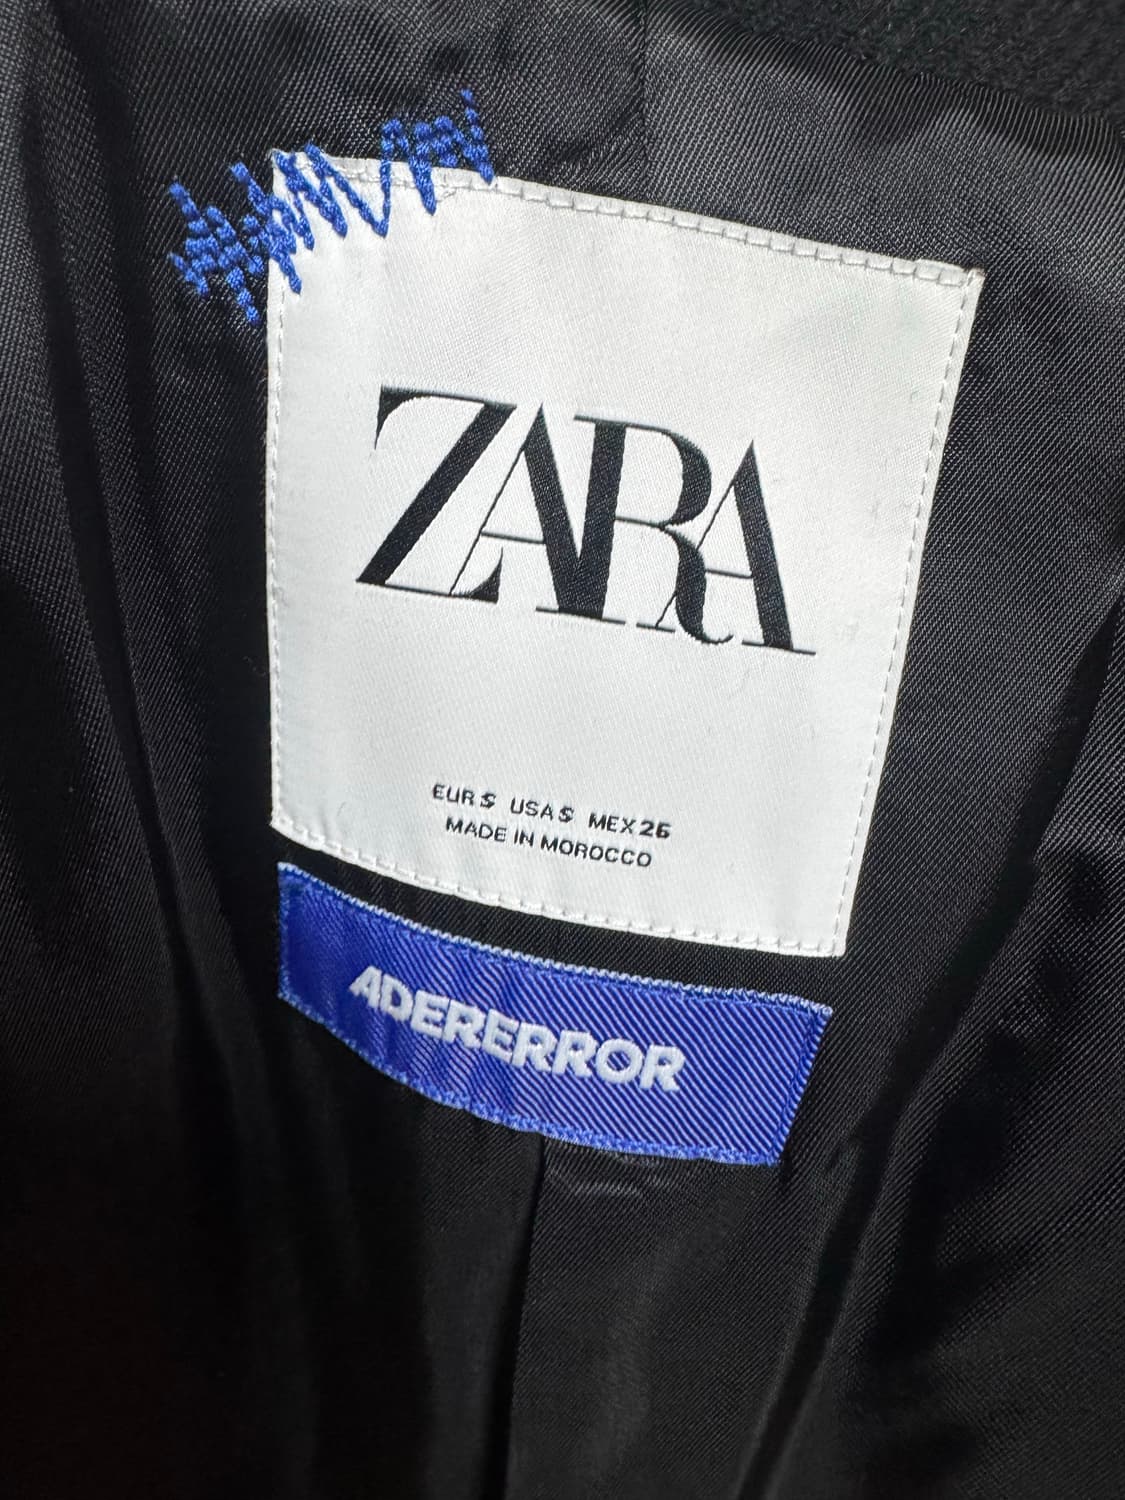 ZARA
EUR S USA S MEX 26
MADE IN MOROCCO
ADERERROR